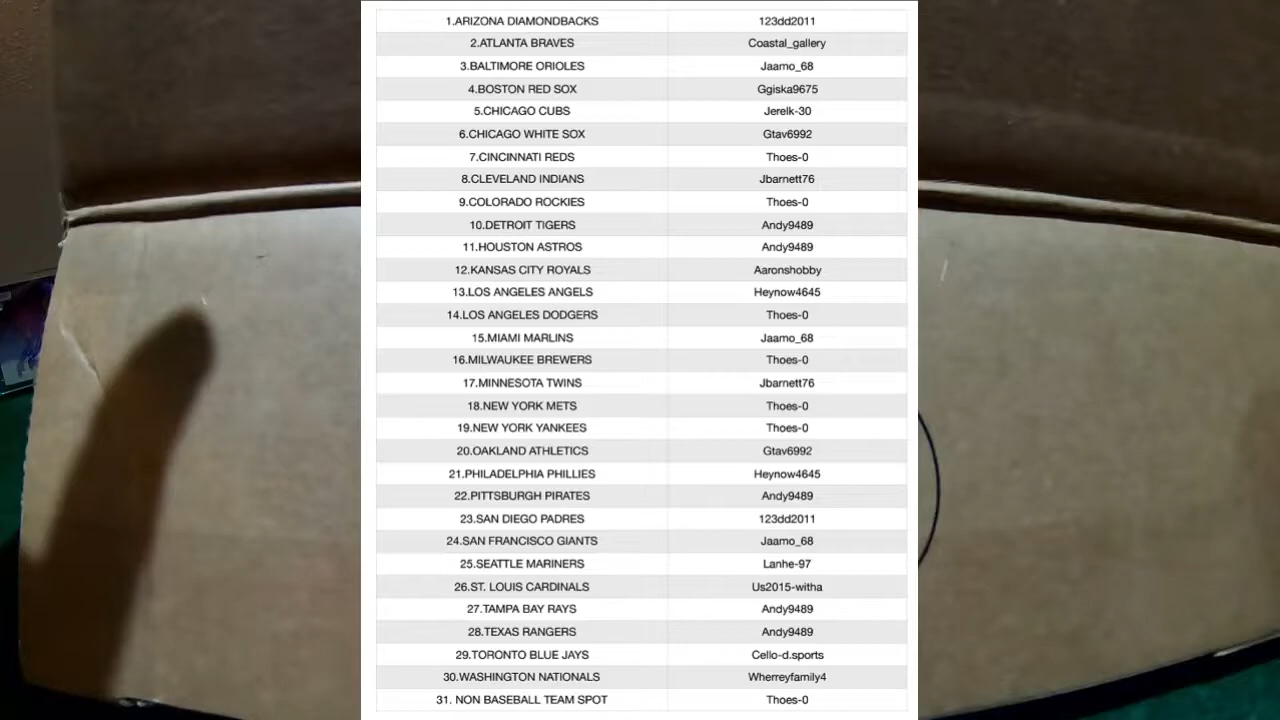 1.ARIZONA DIAMONDBACKS 123dd2011
2.ATLANTA BRAVES Coastal_gallery
3.BALTIMORE ORIOLES Jaamo_68
4.BOSTON RED SOX Ggiska9675
5.CHICAGO CUBS Jerelk-30
6.CHICAGO WHITE SOX Gtav6992
7.CINCINNATI REDS Thoes-0
8.CLEVELAND INDIANS Jbarnett76
9.COLORADO ROCKIES Thoes-0
10.DETROIT TIGERS Andy9489
11.HOUSTON ASTROS Andy9489
12.KANSAS CITY ROYALS Aaronshobby
13.LOS ANGELES ANGELS Heynow4645
14.LOS ANGELES DODGERS Thoes-0
15.MIAMI MARLINS Jaamo_68
16.MILWAUKEE BREWERS Thoes-0
17.MINNESOTA TWINS Jbarnett76
18.NEW YORK METS Thoes-0
19.NEW YORK YANKEES Thoes-0
20.OAKLAND ATHLETICS Gtav6992
21.PHILADELPHIA PHILLIES Heynow4645
22.PITTSBURGH PIRATES Andy9489
23.SAN DIEGO PADRES 123dd2011
24.SAN FRANCISCO GIANTS Jaamo_68
25.SEATTLE MARINERS Lanhe-97
26.ST. LOUIS CARDINALS Us2015-witha
27.TAMPA BAY RAYS Andy9489
28.TEXAS RANGERS Andy9489
29.TORONTO BLUE JAYS Cello-d.sports
30.WASHINGTON NATIONALS Wherreyfamily4
31. NON BASEBALL TEAM SPOT Thoes-0